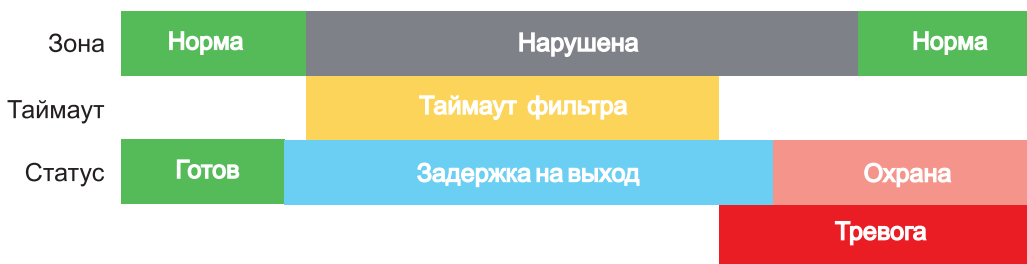 Зона Норма Нарушена Норма
Таймаут Таймаут фильтра
Статус Готов Задержка на выход Охрана
Тревога